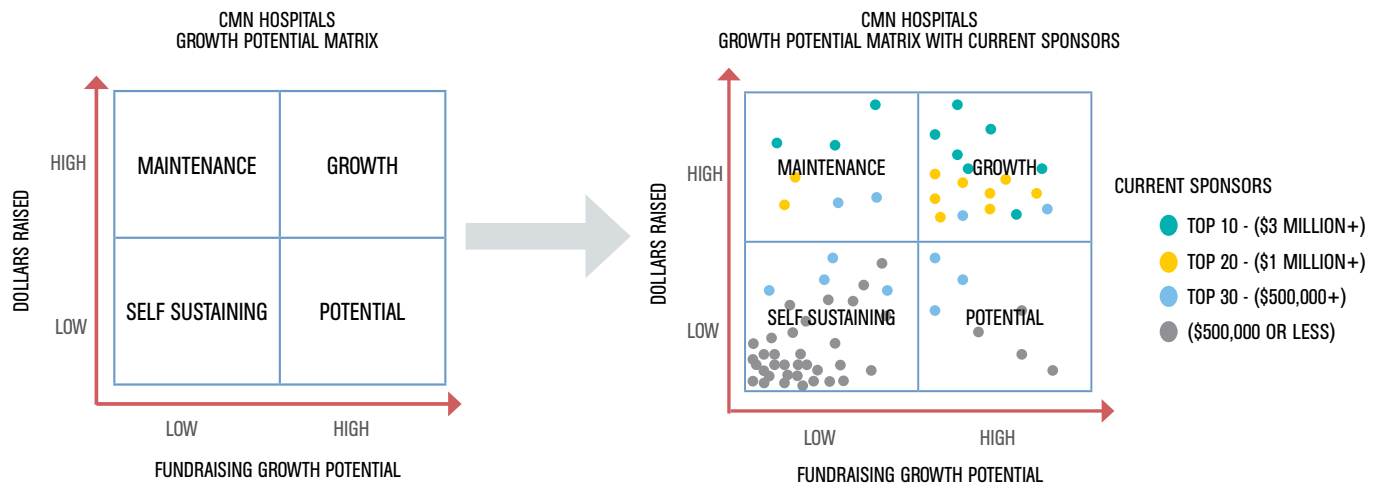 CMN HOSPITALS
GROWTH POTENTIAL MATRIX
HIGH
LOW
DOLLARS RAISED
MAINTENANCE
GROWTH
SELF SUSTAINING
POTENTIAL
LOW
HIGH
FUNDRAISING GROWTH POTENTIAL
CMN HOSPITALS
GROWTH POTENTIAL MATRIX WITH CURRENT SPONSORS
HIGH
LOW
DOLLARS RAISED
MAINTENANCE
GROWTH
SELF SUSTAINING
POTENTIAL
LOW
HIGH
FUNDRAISING GROWTH POTENTIAL
CURRENT SPONSORS
TOP 10 - ($3 MILLION+)
TOP 20 - ($1 MILLION+)
TOP 30 - ($500,000+)
($500,000 OR LESS)